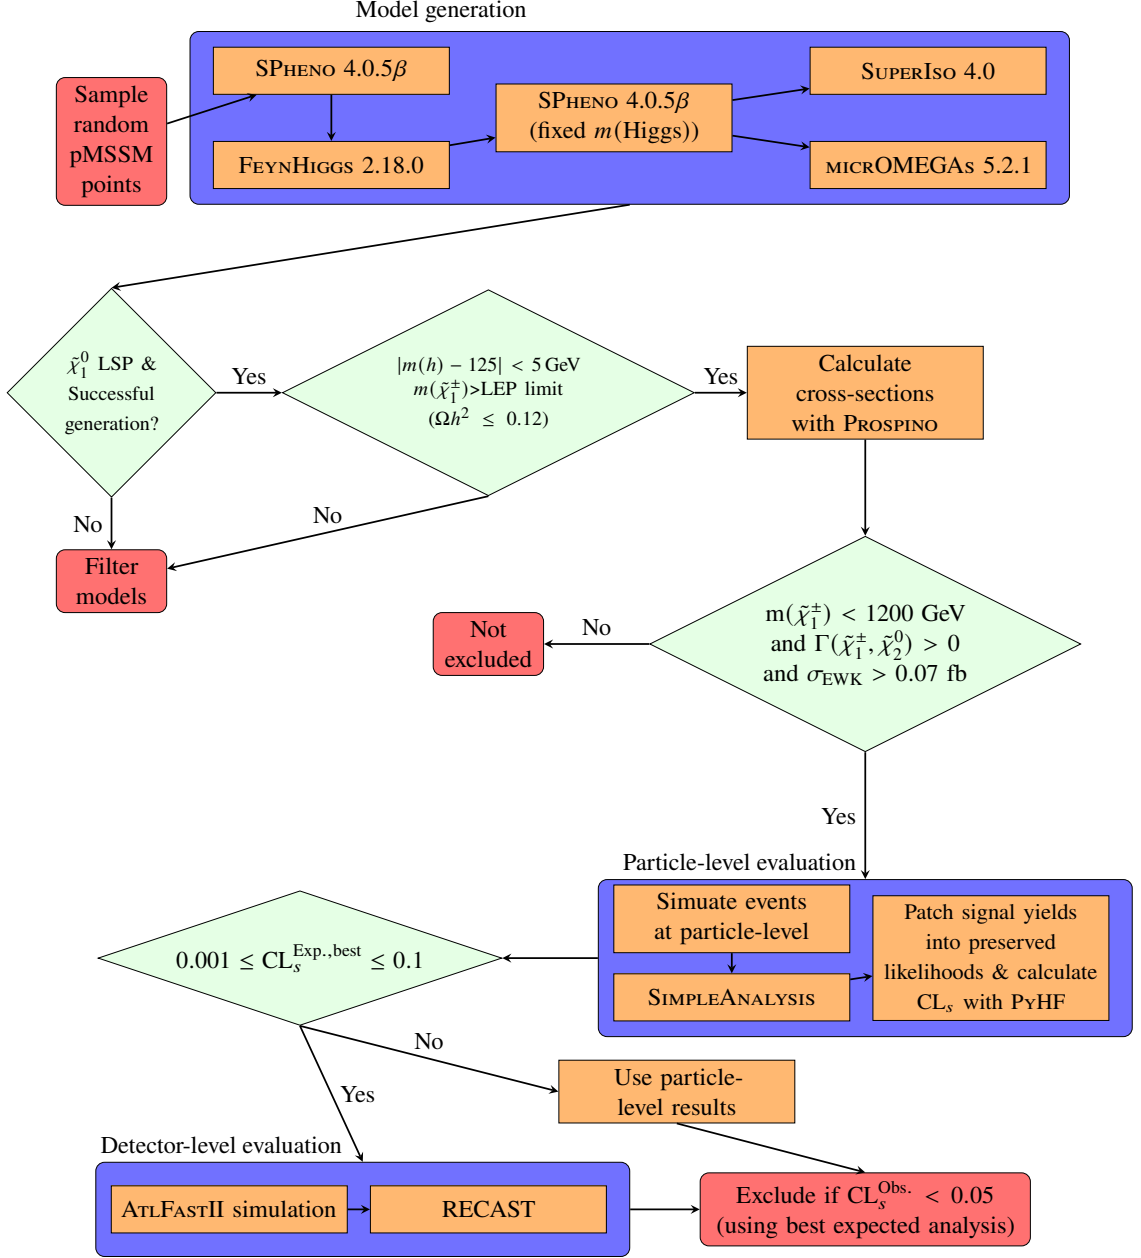 Model generation
Sample
random
pMSSM
points
SPHENO 4.0.5β
FEYNHIGGS 2.18.0
SPHENO 4.0.5β
(fixed m(Higgs))
SUPERISO 4.0
MICROMEGAS 5.2.1
χ̃₁⁰ LSP &
Successful
generation?
Yes
No
|m(h) − 125| < 5 GeV
m(χ̃₁^±)>LEP limit
(Ωh² ≤ 0.12)
Yes
No
Filter
models
Calculate
cross-sections
with PROSPINO
m(χ̃₁^±) < 1200 GeV
and Γ(χ̃₁^±, χ̃₂⁰) > 0
and σ_EWK > 0.07 fb
No
Not
excluded
Yes
Particle-level evaluation
Simuate events
at particle-level
SIMPLEANALYSIS
Patch signal yields
into preserved
likelihoods & calculate
CLₛ with PYHF
0.001 ≤ CLₛ^Exp.,best ≤ 0.1
No
Yes
Use particle-
level results
Detector-level evaluation
ATLFASTII simulation
RECAST
Exclude if CLₛ^Obs. < 0.05
(using best expected analysis)